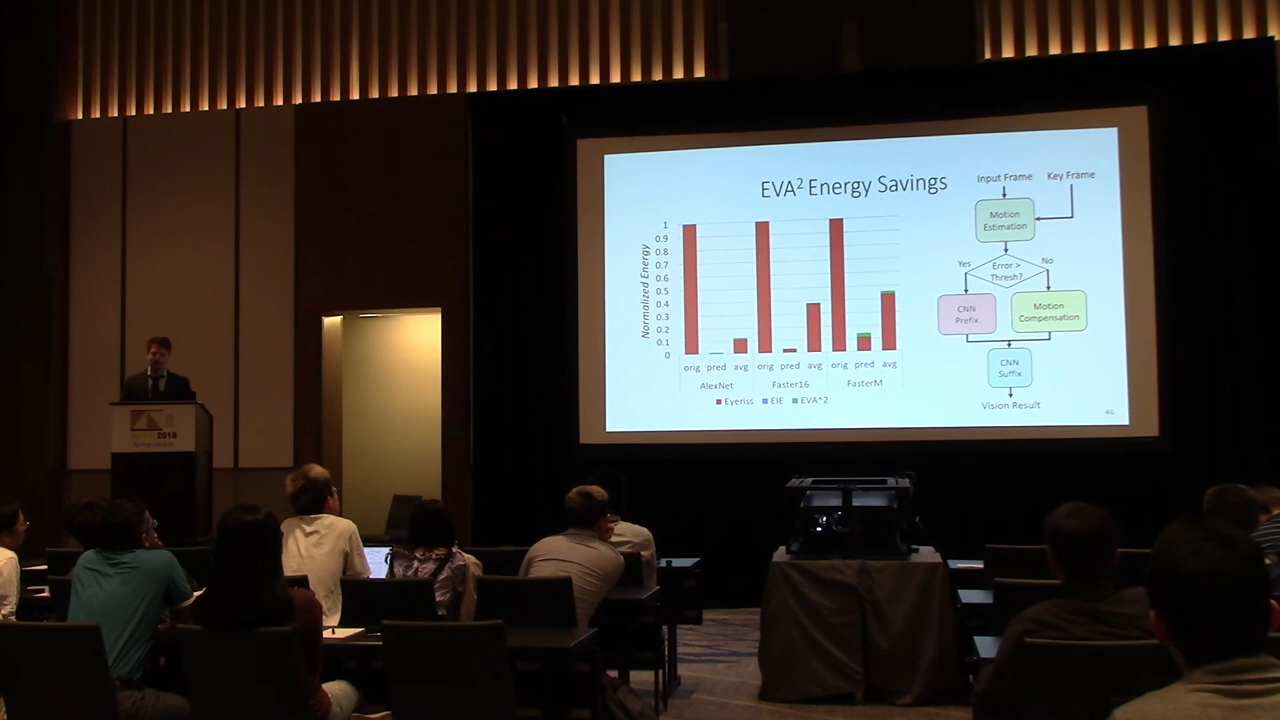 EVA² Energy Savings
Normalized Energy
1
0.9
0.8
0.7
0.6
0.5
0.4
0.3
0.2
0.1
0
orig pred avg orig pred avg orig pred avg
AlexNet Faster16 FasterM
Eyeriss EIE EVA^2
Input Frame Key Frame
Motion
Estimation
Yes No
Error >
Thresh?
CNN
Prefix
Motion
Compensation
CNN
Suffix
Vision Result
46
2018
Turing Lecture